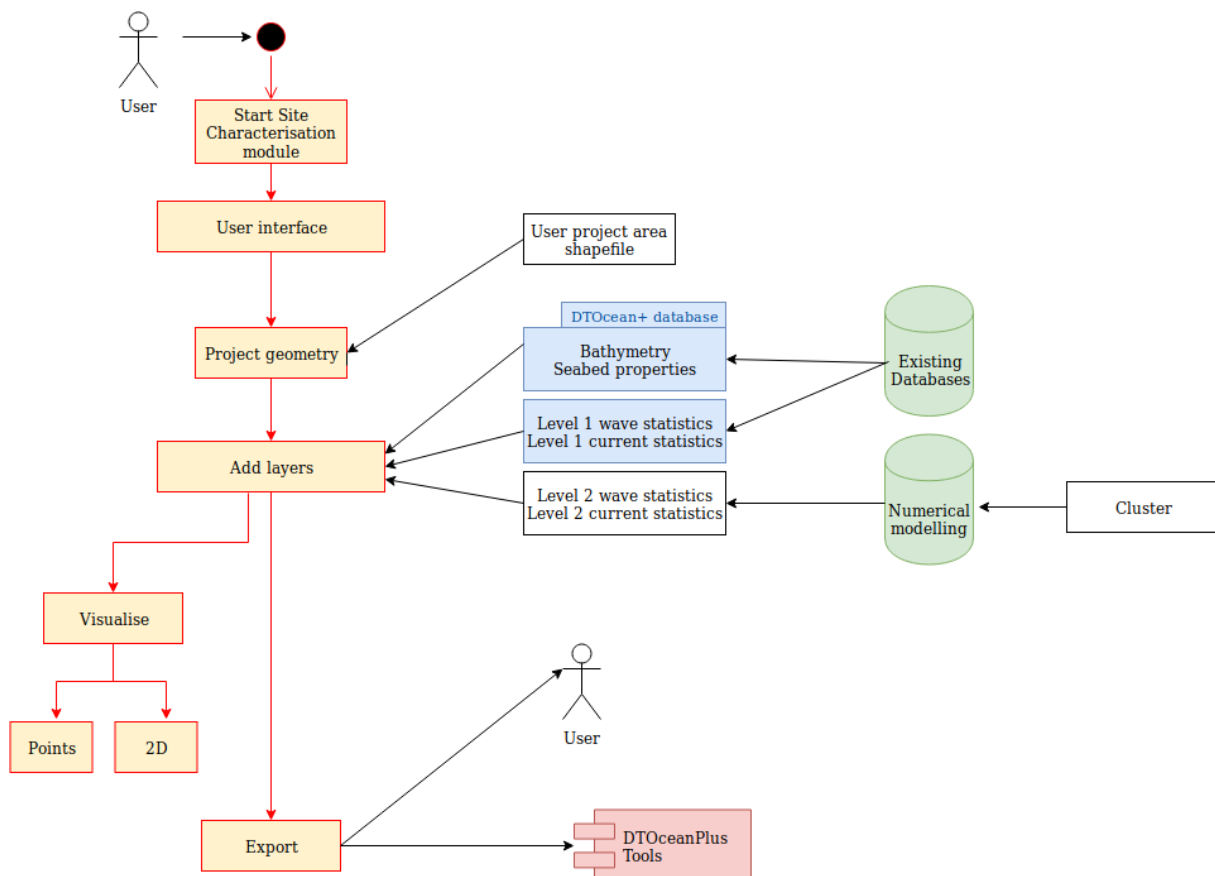 User
Start Site
Characterisation
module
User interface
User project area
shapefile
Project geometry
DTOcean+ database
Bathymetry
Seabed properties
Existing
Databases
Level 1 wave statistics
Level 1 current statistics
Add layers
Level 2 wave statistics
Level 2 current statistics
Numerical
modelling
Cluster
Visualise
Points
2D
User
Export
DTOceanPlus
Tools